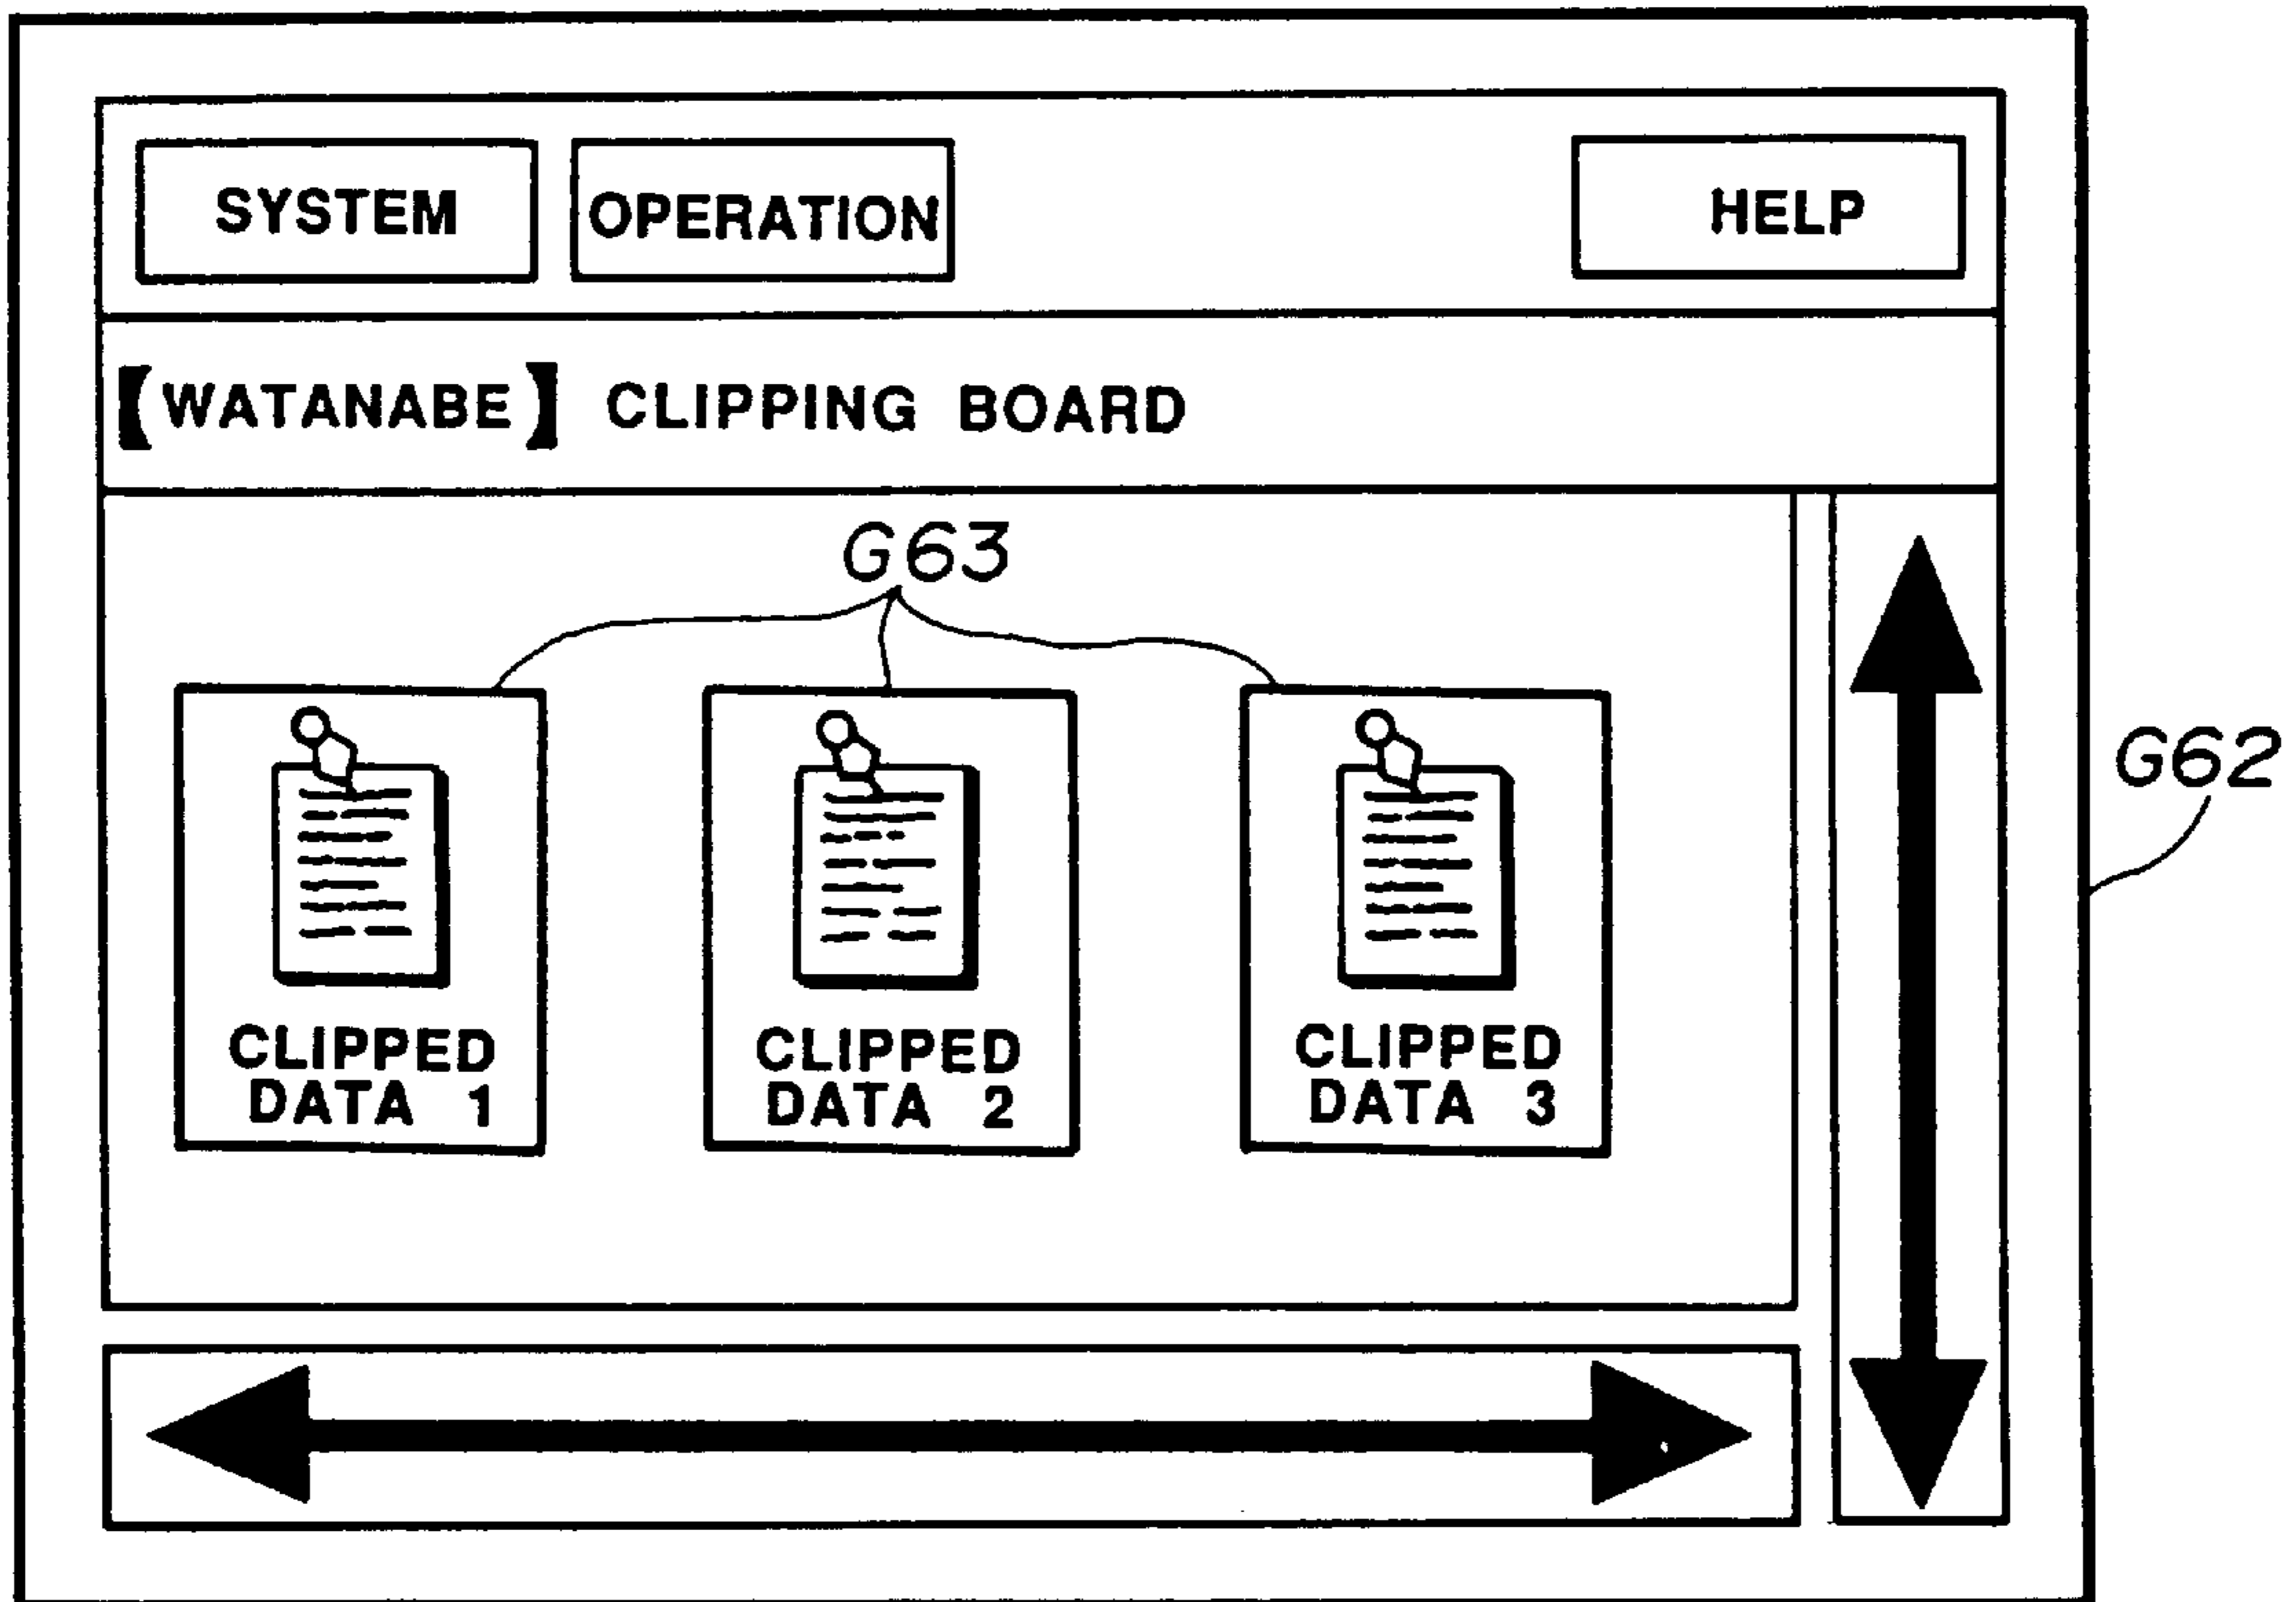 SYSTEM OPERATION HELP
【WATANABE】 CLIPPING BOARD
G63
G62
CLIPPED
DATA 1
CLIPPED
DATA 2
CLIPPED
DATA 3